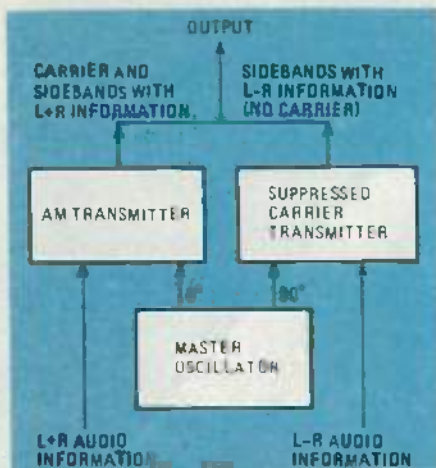 OUTPUT
CARRIER AND
SIDEBANDS WITH
L+R INFORMATION
SIDEBANDS WITH
L-R INFORMATION
(NO CARRIER)
AM TRANSMITTER
SUPPRESSED
CARRIER
TRANSMITTER
90°
MASTER
OSCILLATOR
L+R AUDIO
INFORMATION
L-R AUDIO
INFORMATION